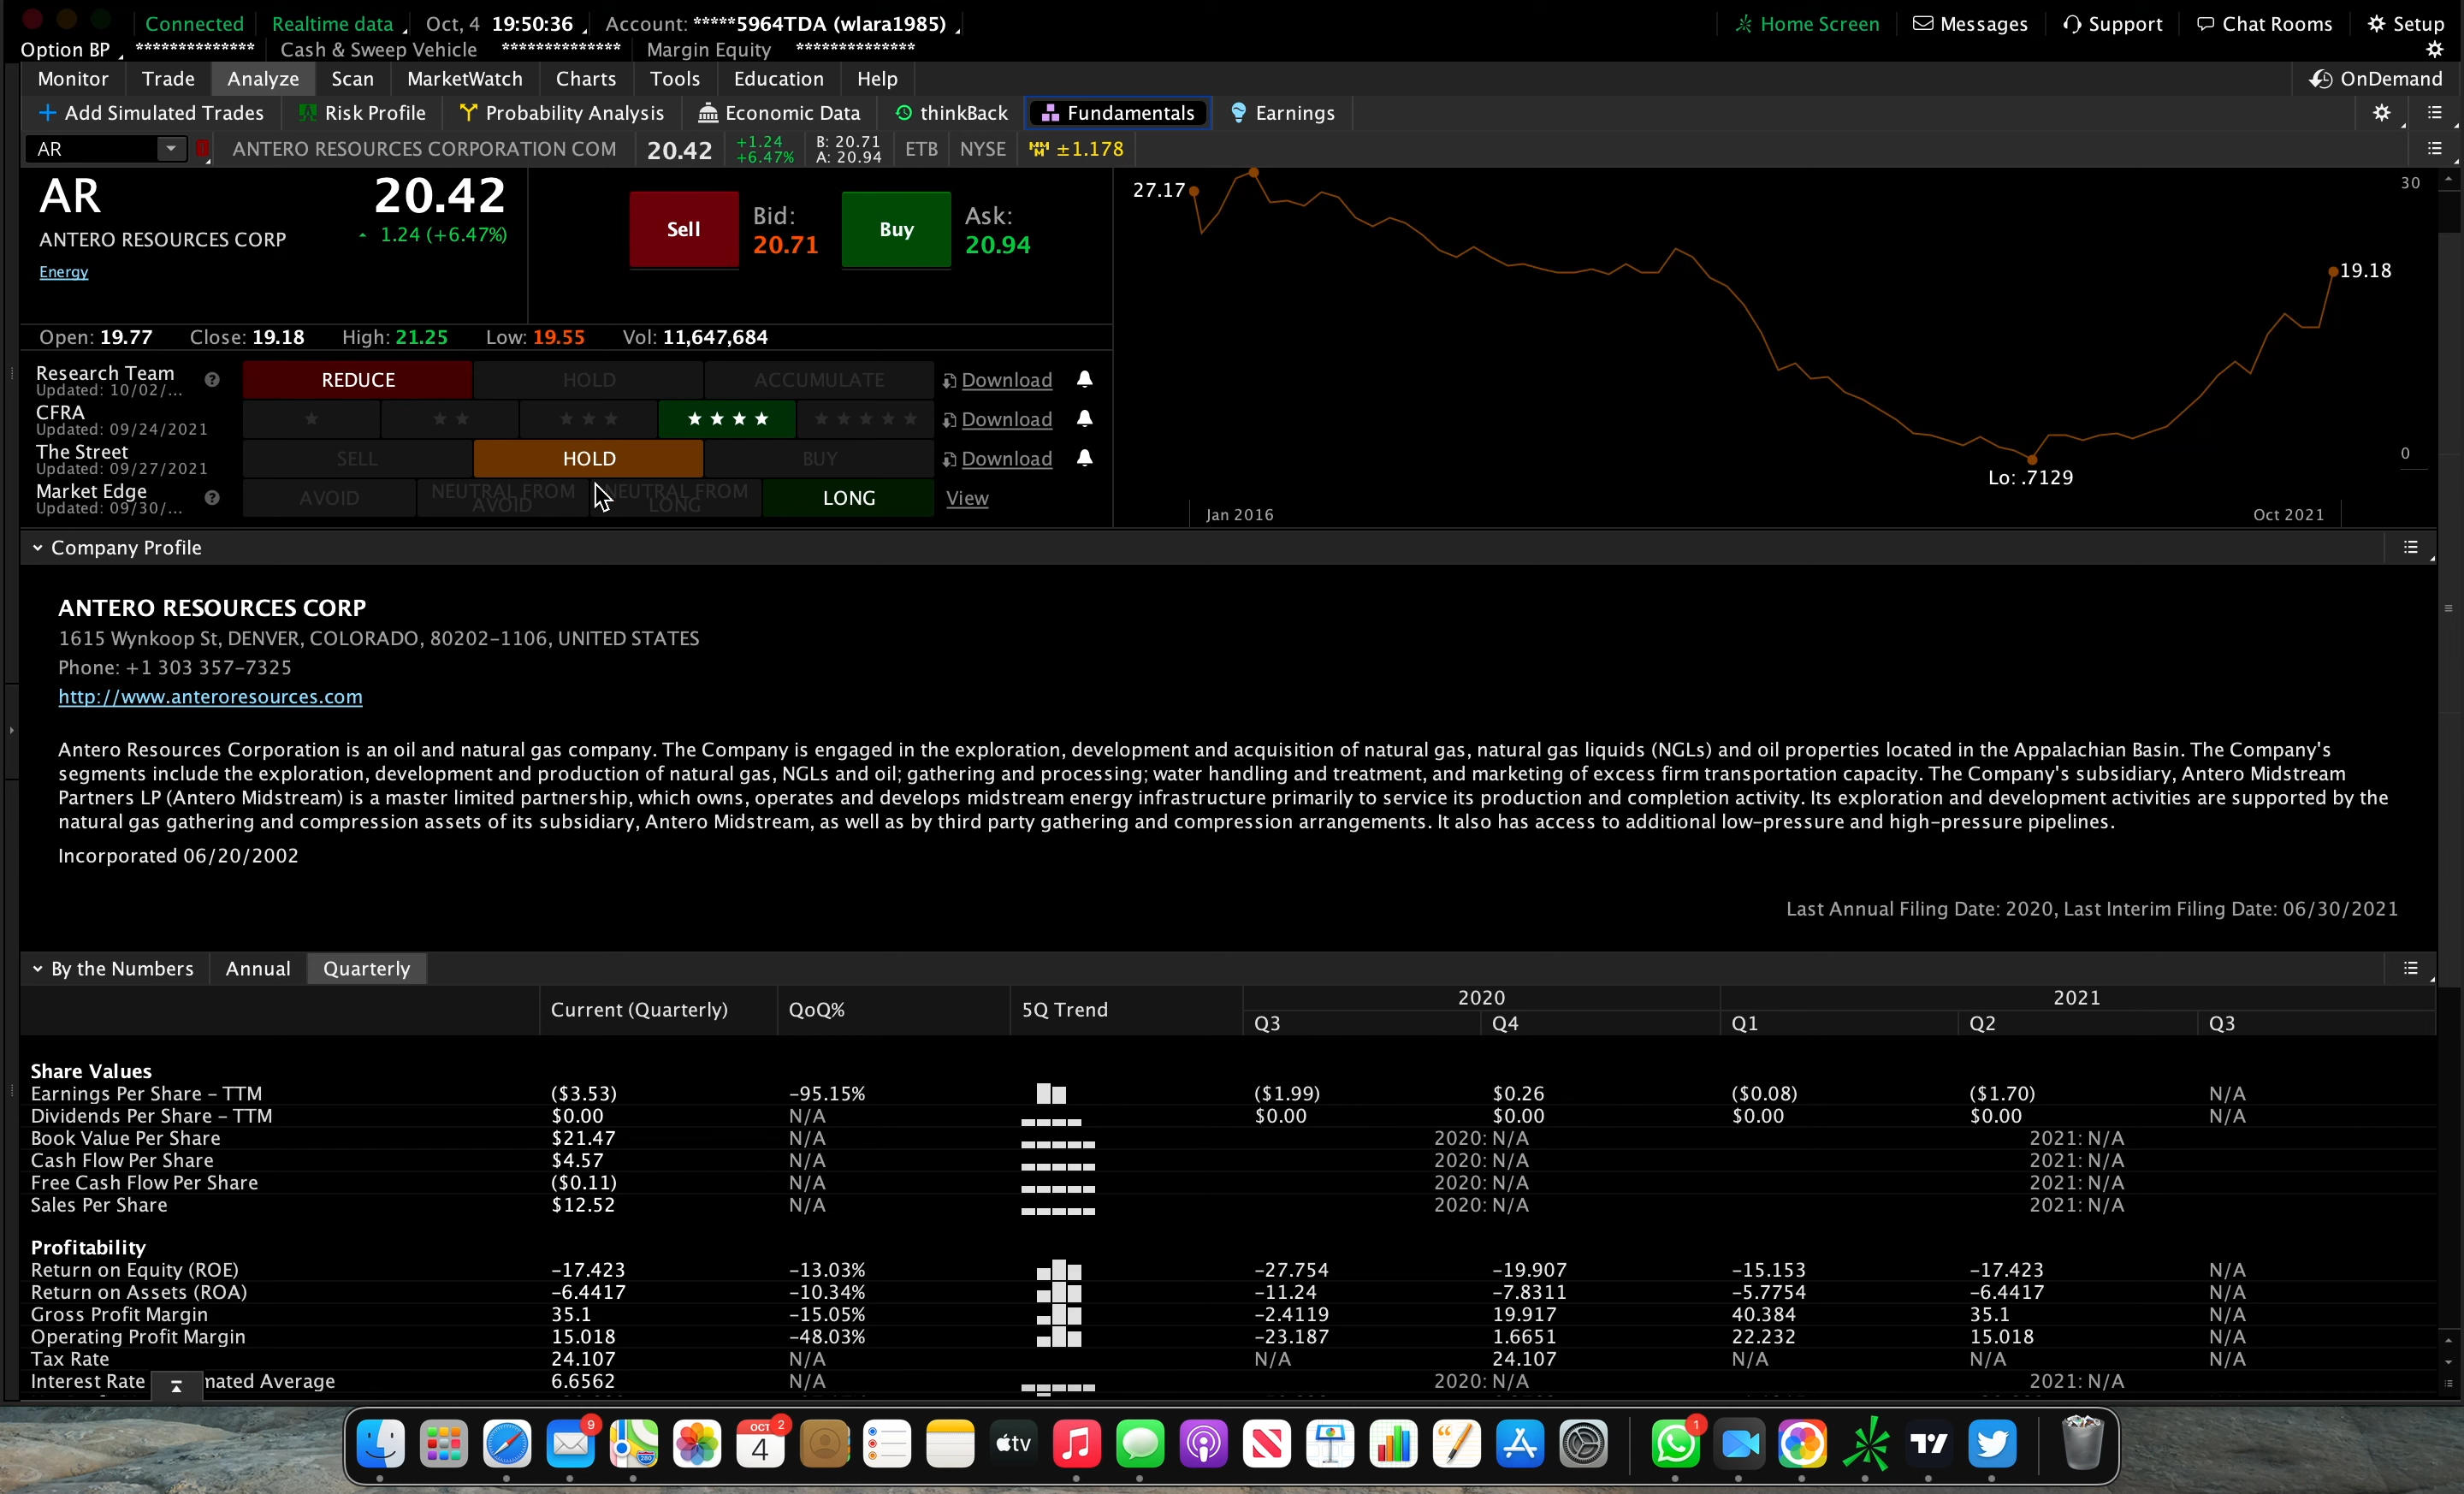 Connected Realtime data Oct, 4 19:50:36 Account: *****5964TDA (wlara1985) Home Screen Messages Support Chat Rooms Setup
Option BP ************** Cash & Sweep Vehicle ************** Margin Equity **************
Monitor Trade Analyze Scan MarketWatch Charts Tools Education Help OnDemand
Add Simulated Trades Risk Profile Probability Analysis Economic Data thinkBack Fundamentals Earnings
AR ANTERO RESOURCES CORPORATION COM 20.42 +1.24 +6.47% B: 20.71 A: 20.94 ETB NYSE ±1.178
AR 20.42
ANTERO RESOURCES CORP 1.24 (+6.47%)
Energy
Sell Bid: 20.71 Buy Ask: 20.94
27.17
30
19.18
0
Lo: .7129
Jan 2016 Oct 2021
Open: 19.77 Close: 19.18 High: 21.25 Low: 19.55 Vol: 11,647,684
Research Team REDUCE HOLD ACCUMULATE Download
Updated: 10/02/...
CFRA ★ ★★ ★★★ ★★★★ ★★★★★ Download
Updated: 09/24/2021
The Street SELL HOLD BUY Download
Updated: 09/27/2021
Market Edge AVOID NEUTRAL FROM AVOID NEUTRAL FROM LONG LONG View
Updated: 09/30/...
Company Profile
ANTERO RESOURCES CORP
1615 Wynkoop St, DENVER, COLORADO, 80202-1106, UNITED STATES
Phone: +1 303 357-7325
http://www.anteroresources.com
Antero Resources Corporation is an oil and natural gas company. The Company is engaged in the exploration, development and acquisition of natural gas, natural gas liquids (NGLs) and oil properties located in the Appalachian Basin. The Company's
segments include the exploration, development and production of natural gas, NGLs and oil; gathering and processing; water handling and treatment, and marketing of excess firm transportation capacity. The Company's subsidiary, Antero Midstream
Partners LP (Antero Midstream) is a master limited partnership, which owns, operates and develops midstream energy infrastructure primarily to service its production and completion activity. Its exploration and development activities are supported by the
natural gas gathering and compression assets of its subsidiary, Antero Midstream, as well as by third party gathering and compression arrangements. It also has access to additional low-pressure and high-pressure pipelines.
Incorporated 06/20/2002
Last Annual Filing Date: 2020, Last Interim Filing Date: 06/30/2021
By the Numbers Annual Quarterly
Current (Quarterly) QoQ% 5Q Trend 2020 2021
Q3 Q4 Q1 Q2 Q3
Share Values
Earnings Per Share - TTM ($3.53) -95.15% ($1.99) $0.26 ($0.08) ($1.70) N/A
Dividends Per Share - TTM $0.00 N/A $0.00 $0.00 $0.00 $0.00 N/A
Book Value Per Share $21.47 N/A 2020: N/A 2021: N/A
Cash Flow Per Share $4.57 N/A 2020: N/A 2021: N/A
Free Cash Flow Per Share ($0.11) N/A 2020: N/A 2021: N/A
Sales Per Share $12.52 N/A 2020: N/A 2021: N/A
Profitability
Return on Equity (ROE) -17.423 -13.03% -27.754 -19.907 -15.153 -17.423 N/A
Return on Assets (ROA) -6.4417 -10.34% -11.24 -7.8311 -5.7754 -6.4417 N/A
Gross Profit Margin 35.1 -15.05% -2.4119 19.917 40.384 35.1 N/A
Operating Profit Margin 15.018 -48.03% -23.187 1.6651 22.232 15.018 N/A
Tax Rate 24.107 N/A N/A 24.107 N/A N/A N/A
Interest Rate mated Average 6.6562 N/A 2020: N/A 2021: N/A
9 OCT 4 2 tv 1